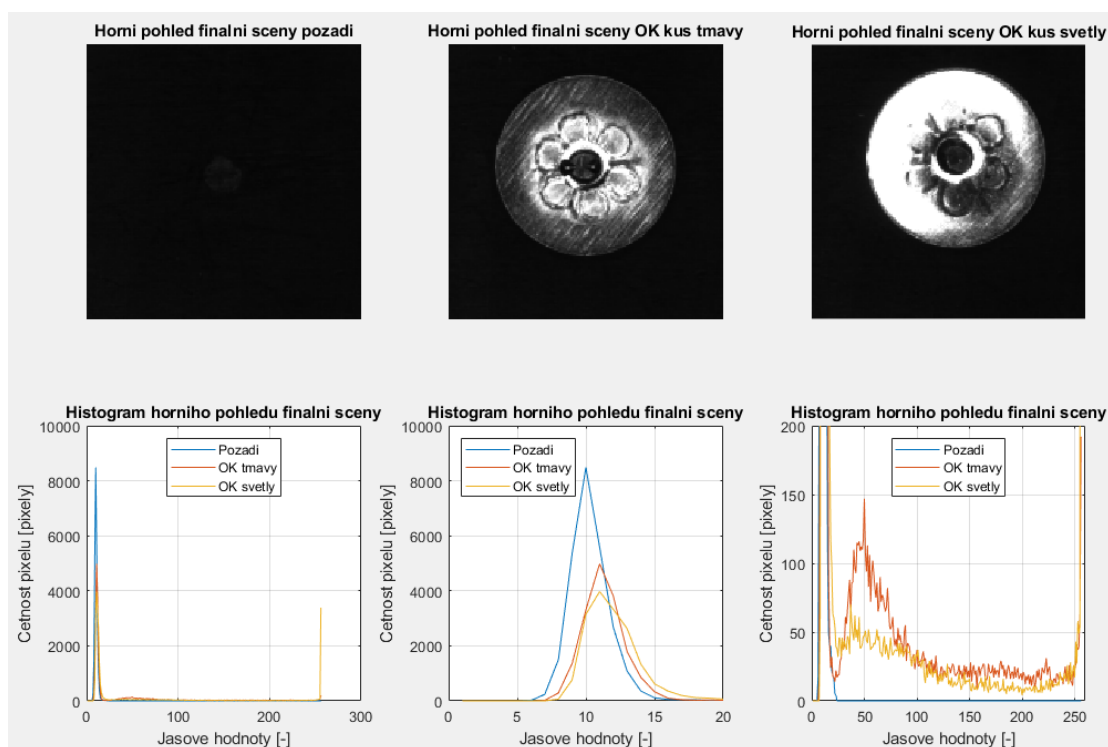 Horni pohled finalni sceny pozadi
Horni pohled finalni sceny OK kus tmavy
Horni pohled finalni sceny OK kus svetly
Histogram horniho pohledu finalni sceny
10000
8000
6000
4000
2000
0
Cetnost pixelu [pixely]
Pozadi
OK tmavy
OK svetly
0 100 200 300
Jasove hodnoty [-]
Histogram horniho pohledu finalni sceny
10000
8000
6000
4000
2000
0
Cetnost pixelu [pixely]
Pozadi
OK tmavy
OK svetly
0 5 10 15 20
Jasove hodnoty [-]
Histogram horniho pohledu finalni sceny
200
150
100
50
0
Cetnost pixelu [pixely]
Pozadi
OK tmavy
OK svetly
0 50 100 150 200 250
Jasove hodnoty [-]